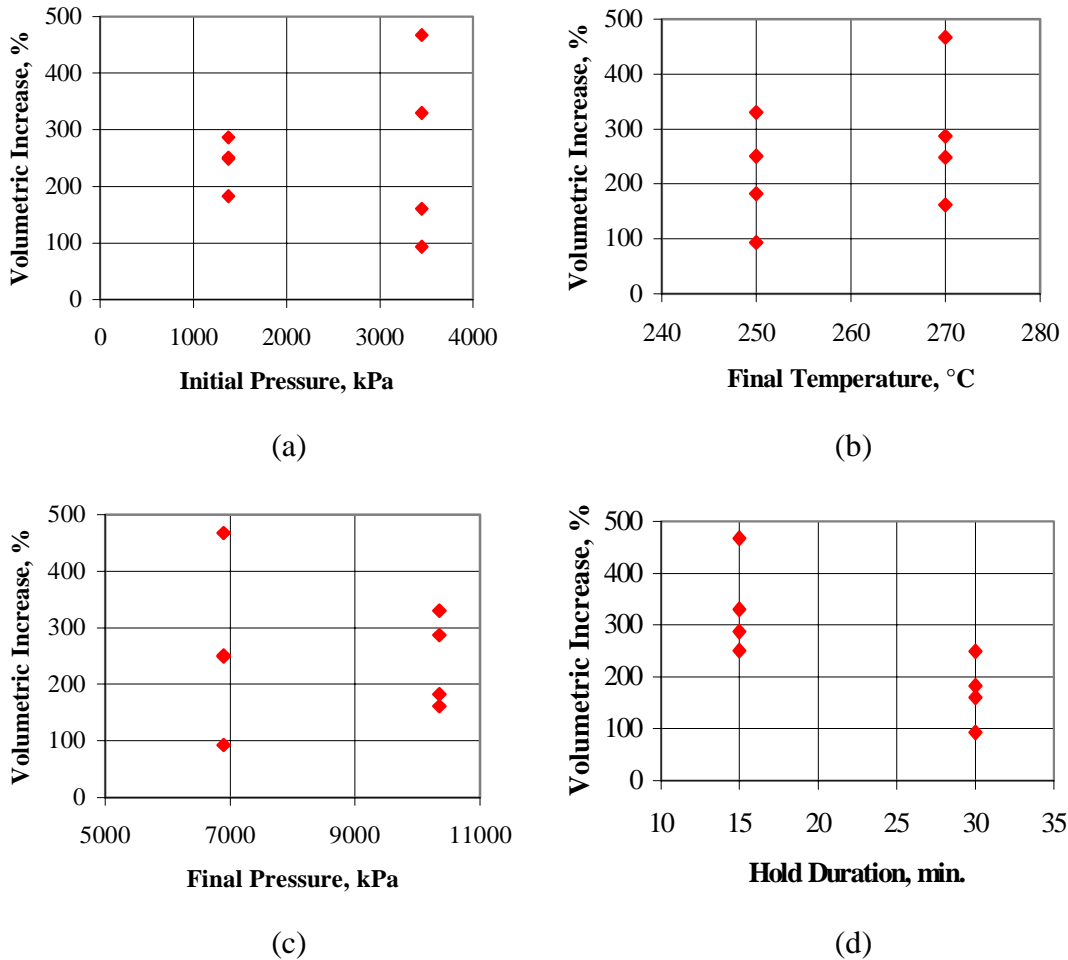 Volumetric Increase, %
500
400
300
200
100
0
0 1000 2000 3000 4000
Initial Pressure, kPa
(a)
Volumetric Increase, %
500
400
300
200
100
0
240 250 260 270 280
Final Temperature, °C
(b)
Volumetric Increase, %
500
400
300
200
100
0
5000 7000 9000 11000
Final Pressure, kPa
(c)
Volumetric Increase, %
500
400
300
200
100
0
10 15 20 25 30 35
Hold Duration, min.
(d)